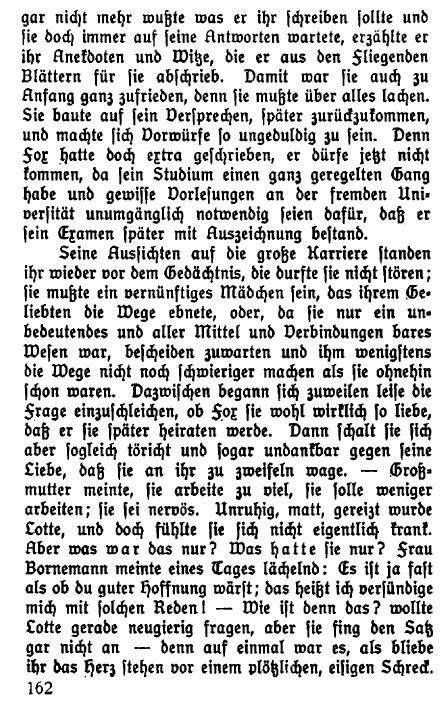 gar nicht mehr wußte was er ihr schreiben sollte und
sie doch immer auf seine Antworten wartete, erzählte er
ihr Anekdoten und Witze, die er aus den Fliegenden
Blättern für sie abschrieb. Damit war sie auch zu
Anfang ganz zufrieden, denn sie mußte über alles lachen.
Sie baute auf sein Versprechen, später zurückzukommen,
und machte sich Vorwürfe so ungeduldig zu sein. Denn
Fox hatte doch extra geschrieben, er dürfe jetzt nicht
kommen, da sein Studium einen ganz geregelten Gang
habe und gewisse Vorlesungen an der fremden Uni-
versität unumgänglich notwendig seien dafür, daß er
sein Examen später mit Auszeichnung bestand.
Seine Aussichten auf die große Karriere standen
ihr wieder vor dem Gedächtnis, die durfte sie nicht stören;
sie mußte ein vernünftiges Mädchen sein, das ihrem Ge-
liebten die Wege ebnete, oder, da sie nur ein un-
bedeutendes und aller Mittel und Verbindungen bares
Wesen war, bescheiden zuwarten und ihm wenigstens
die Wege nicht noch schwieriger machen als sie ohnehin
schon waren. Dazwischen begann sich zuweilen leise die
Frage einzuschleichen, ob Fox sie wohl wirklich so liebe,
daß er sie später heiraten werde. Dann schalt sie sich
aber sogleich töricht und sogar undankbar gegen seine
Liebe, daß sie an ihr zu zweifeln wage. — Groß-
mutter meinte, sie arbeite zu viel, sie solle weniger
arbeiten; sie sei nervös. Unruhig, matt, gereizt wurde
Lotte, und doch fühlte sie sich nicht eigentlich krank.
Aber was war das nur? Was hatte sie nur? Frau
Bornemann meinte eines Tages lächelnd: Es ist ja fast
als ob du guter Hoffnung wärst; das heißt ich versündige
mich mit solchen Reden! — Wie ist denn das? wollte
Lotte gerade neugierig fragen, aber sie fing den Satz
gar nicht an — denn auf einmal war es, als bliebe
ihr das Herz stehen vor einem plötzlichen, eisigen Schreck.
162